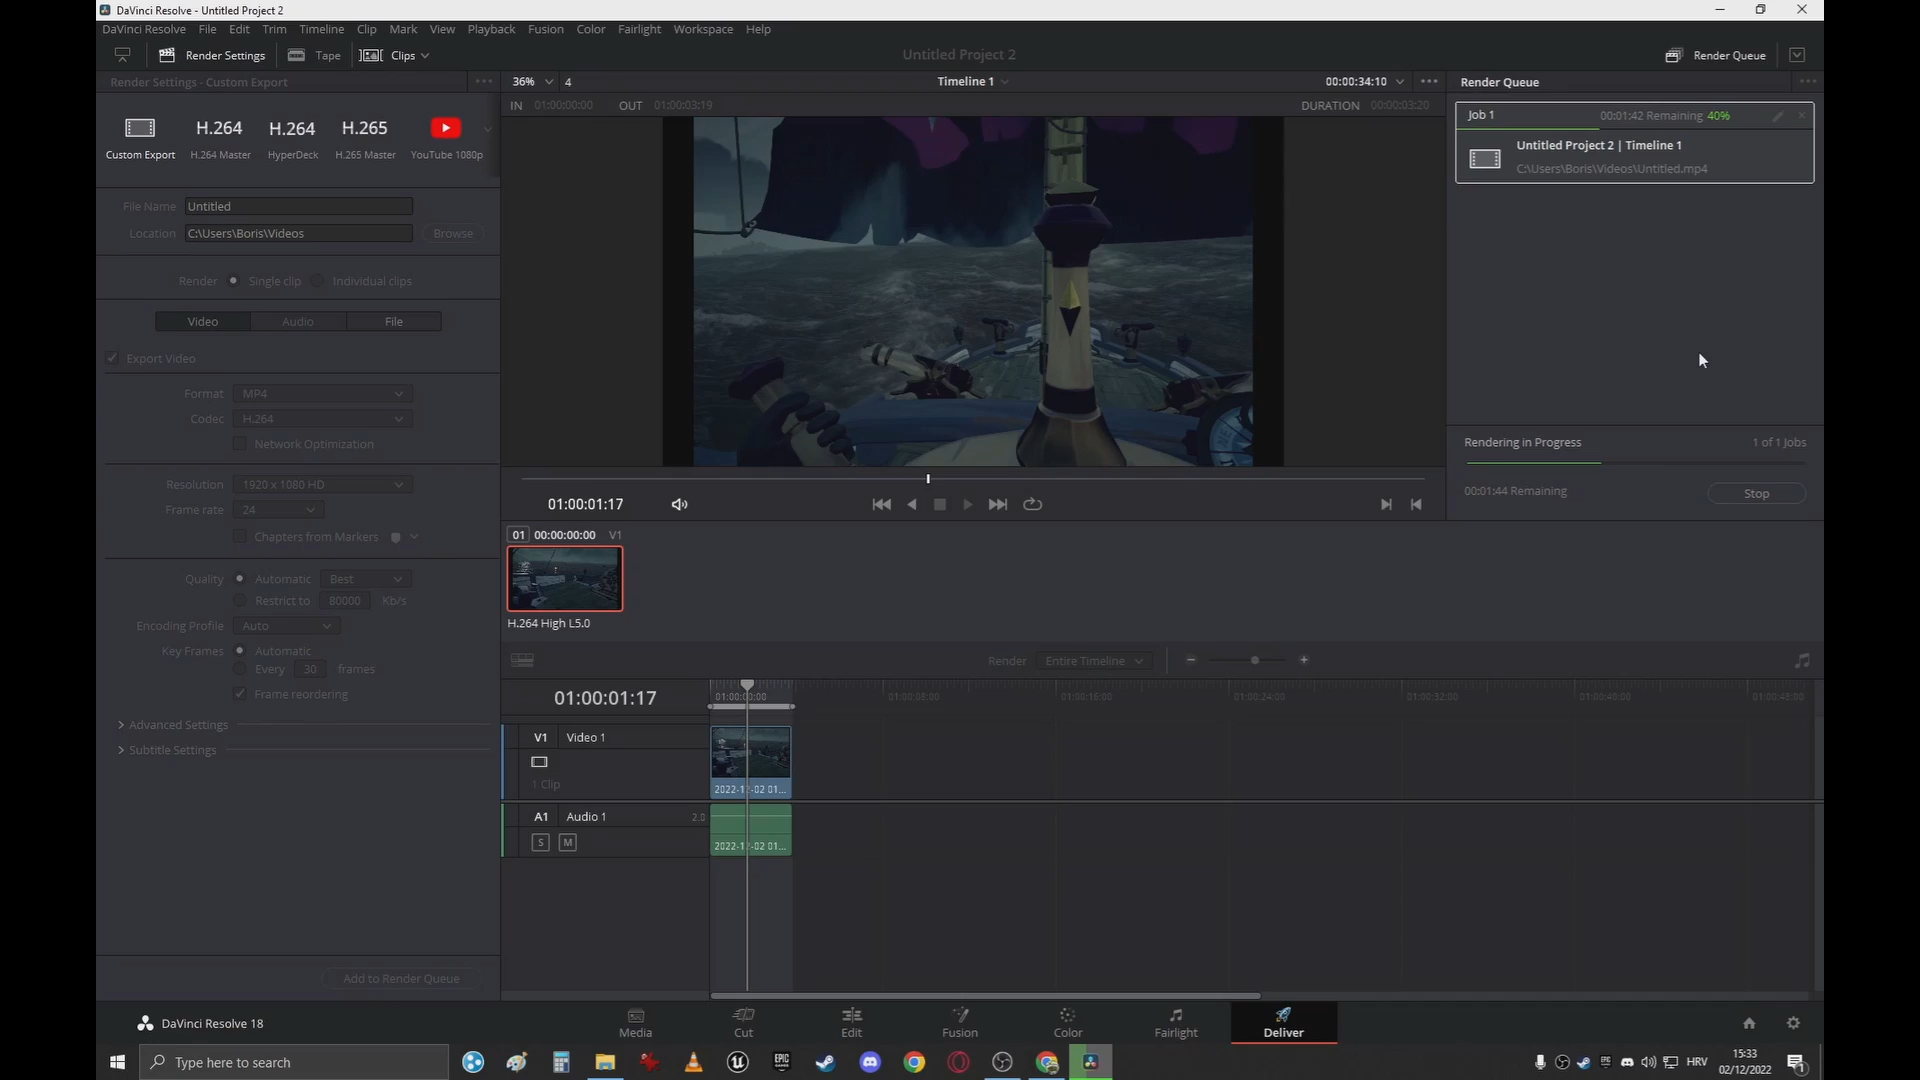 DaVinci Resolve - Untitled Project 2
DaVinci Resolve File Edit Trim Timeline Clip Mark View Playback Fusion Color Fairlight Workspace Help
Render Settings Tape Clips Untitled Project 2 Render Queue
Render Settings - Custom Export
36% 4 Timeline 1 00:00:34:10
Render Queue
IN 01:00:00:00 OUT 01:00:03:19 DURATION 00:00:03:20
H.264 H.264 H.265
Custom Export H.264 Master HyperDeck H.265 Master YouTube 1080p
Job 1 00:01:42 Remaining 40%
Untitled Project 2 | Timeline 1
C:\Users\Boris\Videos\Untitled.mp4
File Name Untitled
Location C:\Users\Boris\Videos Browse
Render Single clip Individual clips
Video Audio File
Export Video
Format MP4
Codec H.264
Network Optimization
Resolution 1920 x 1080 HD
Frame rate 24
Chapters from Markers
Quality Automatic Best
Restrict to 80000 Kb/s
Encoding Profile Auto
Key Frames Automatic
Every 30 frames
Frame reordering
Advanced Settings
Subtitle Settings
Add to Render Queue
Rendering in Progress 1 of 1 Jobs
00:01:44 Remaining Stop
01:00:01:17
01 00:00:00:00 V1
H.264 High L5.0
Render Entire Timeline
01:00:01:17
01:00:00:00 01:00:08:00 01:00:16:00 01:00:24:00 01:00:32:00 01:00:40:00 01:00:48:00
V1 Video 1
1 Clip
2022-12-02 01...
A1 Audio 1 2.0
S M
2022-12-02 01...
DaVinci Resolve 18
Media Cut Edit Fusion Color Fairlight Deliver
Type here to search
EPIC GAMES
HRV
15:33
02/12/2022
1